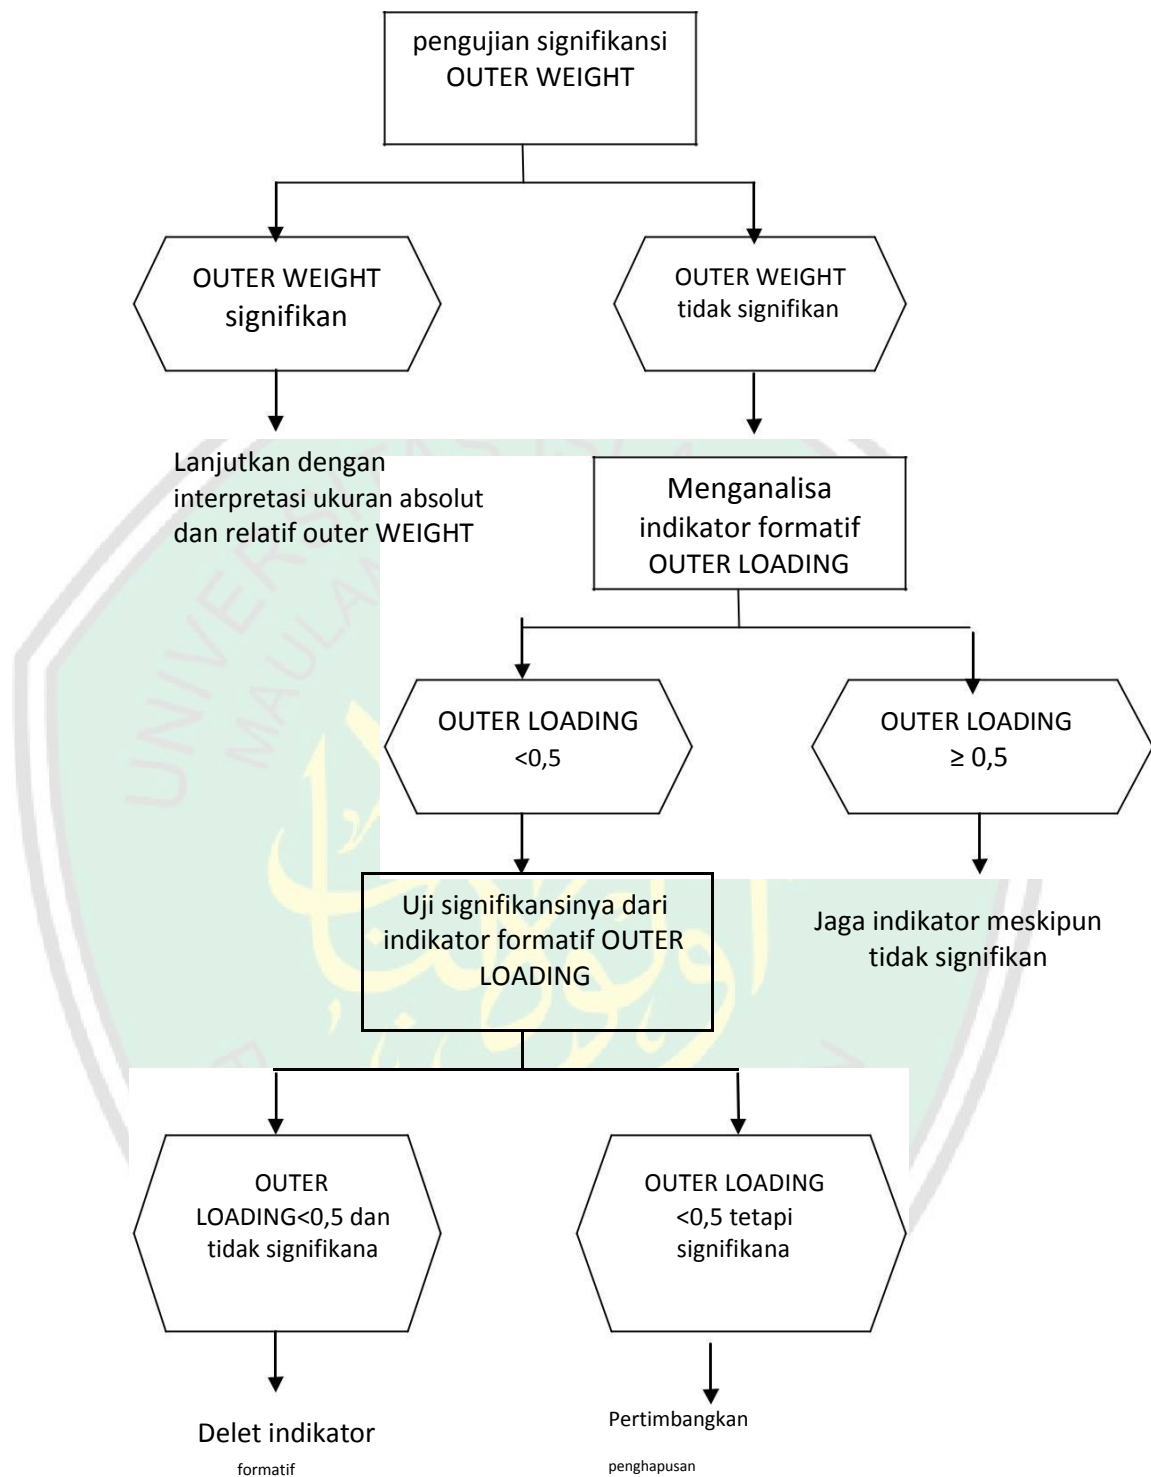 pengujian signifikansi
OUTER WEIGHT
OUTER WEIGHT
signifikan
OUTER WEIGHT
tidak signifikan
Lanjutkan dengan
interpretasi ukuran absolut
dan relatif outer WEIGHT
Menganalisa
indikator formatif
OUTER LOADING
OUTER LOADING
<0,5
OUTER LOADING
≥ 0,5
Uji signifikansinya dari
indikator formatif OUTER
LOADING
Jaga indikator meskipun
tidak signifikan
OUTER
LOADING<0,5 dan
tidak signifikana
OUTER LOADING
<0,5 tetapi
signifikana
Delet indikator
formatif
Pertimbangkan
penghapusan